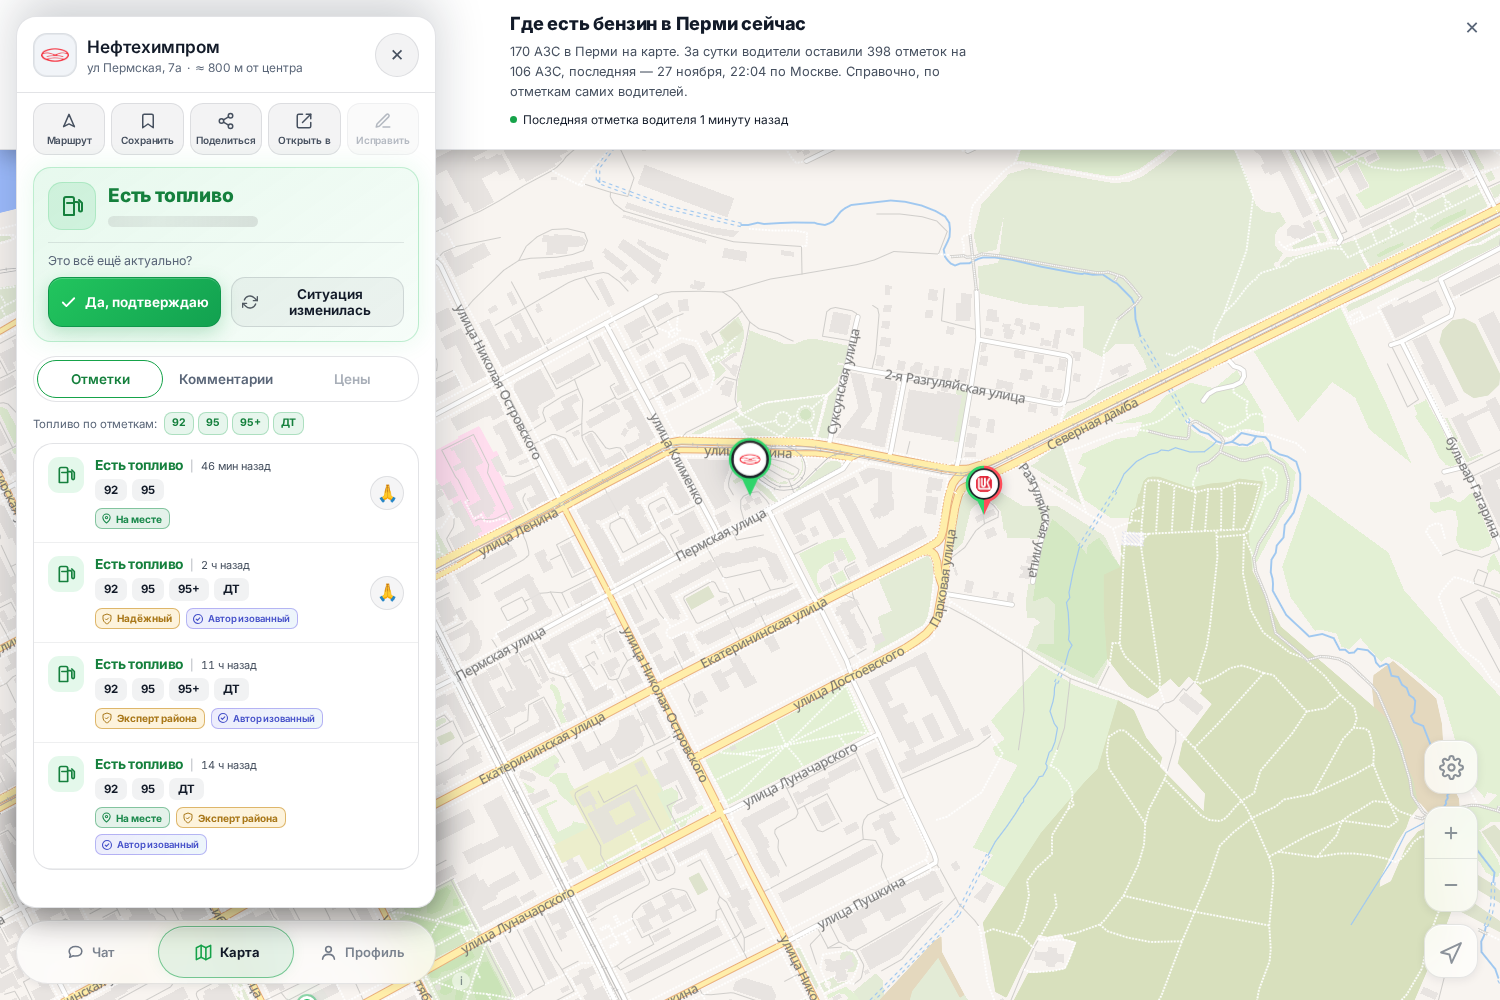 Нефтехимпром
ул Пермская, 7а · ≈ 800 м от центра
Маршрут
Сохранить
Поделиться
Открыть в
Исправить
Есть топливо
Это всё ещё актуально?
Да, подтверждаю
Ситуация
изменилась
Отметки
Комментарии
Цены
Топливо по отметкам: 92 95 95+ ДТ
Есть топливо | 46 мин назад
92 95
На месте
Есть топливо | 2 ч назад
92 95 95+ ДТ
Надёжный Авторизованный
Есть топливо | 11 ч назад
92 95 95+ ДТ
Эксперт района Авторизованный
Есть топливо | 14 ч назад
92 95 ДТ
На месте Эксперт района
Авторизованный
Чат
Карта
Профиль
Где есть бензин в Перми сейчас
170 АЗС в Перми на карте. За сутки водители оставили 398 отметок на
106 АЗС, последняя — 27 ноября, 22:04 по Москве. Справочно, по
отметкам самих водителей.
Последняя отметка водителя 1 минуту назад
улица Николая Островского
улица Клименко
Суксунская улица
2-я Разгуляйская улица
Северная дамба
бульвар Гагарина
Разгуляйская улица
улица Ленина
Пермская улица
Парковая улица
Екатерининская улица
Пермская улица
улица Николая Островского
улица Достоевского
Екатерининская улица
улица Луначарского
улица Пушкина
улица Луначарского
улица Николая
LUK